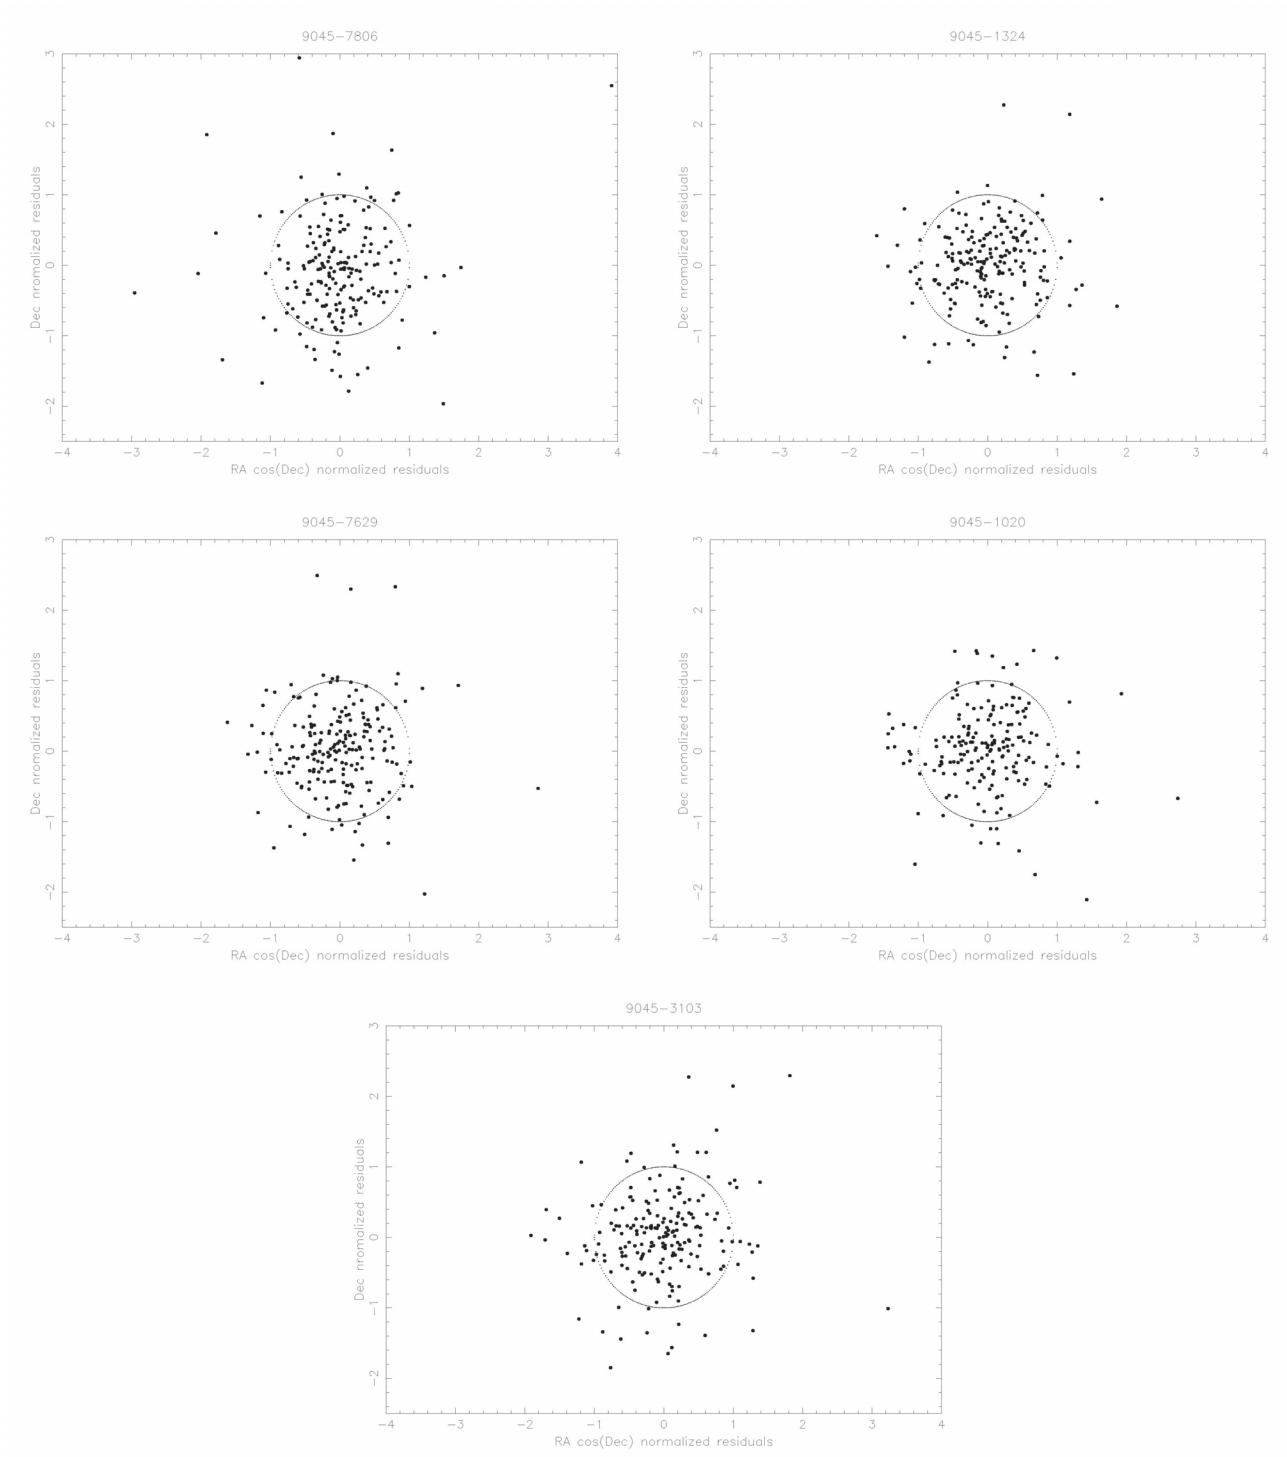 9045-7806
3
2
1
0
-1
-2
Dec nromalized residuals
-4 -3 -2 -1 0 1 2 3 4
RA cos(Dec) normalized residuals
9045-1324
3
2
1
0
-1
-2
Dec nromalized residuals
-4 -3 -2 -1 0 1 2 3 4
RA cos(Dec) normalized residuals
9045-7629
3
2
1
0
-1
-2
Dec nromalized residuals
-4 -3 -2 -1 0 1 2 3 4
RA cos(Dec) normalized residuals
9045-1020
3
2
1
0
-1
-2
Dec nromalized residuals
-4 -3 -2 -1 0 1 2 3 4
RA cos(Dec) normalized residuals
9045-3103
3
2
1
0
-1
-2
Dec nromalized residuals
-4 -3 -2 -1 0 1 2 3 4
RA cos(Dec) normalized residuals